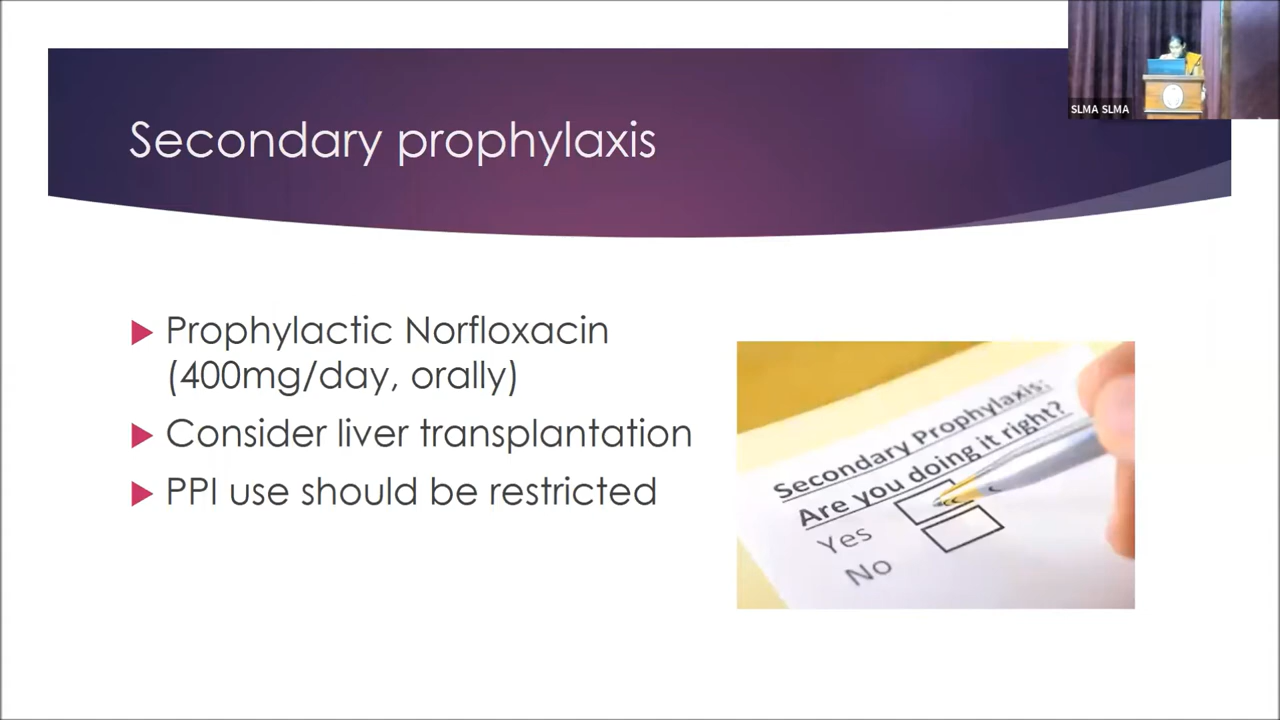 SLMA SLMA
Secondary prophylaxis
Prophylactic Norfloxacin
(400mg/day, orally)
Consider liver transplantation
PPI use should be restricted
Secondary Prophylaxis:
Are you doing it right?
Yes
No